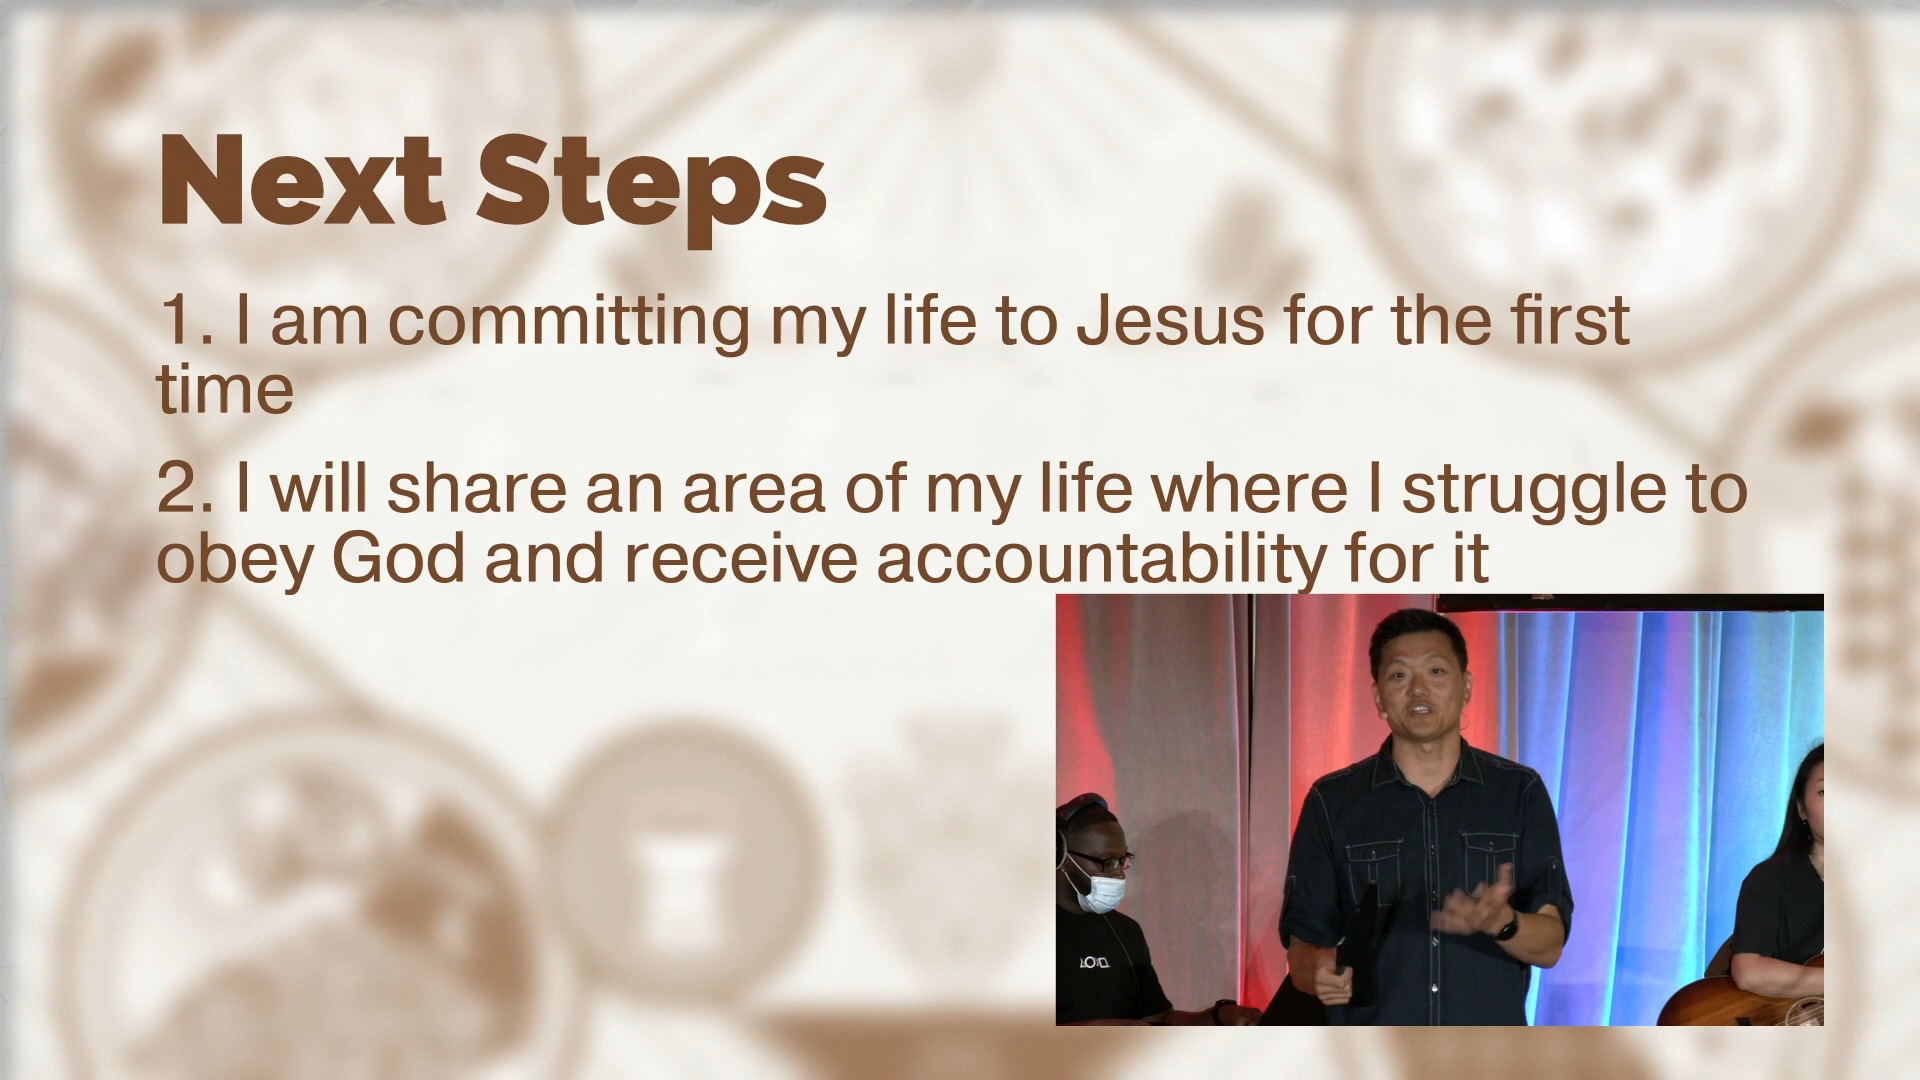 Next Steps
1. I am committing my life to Jesus for the first
time
2. I will share an area of my life where I struggle to
obey God and receive accountability for it